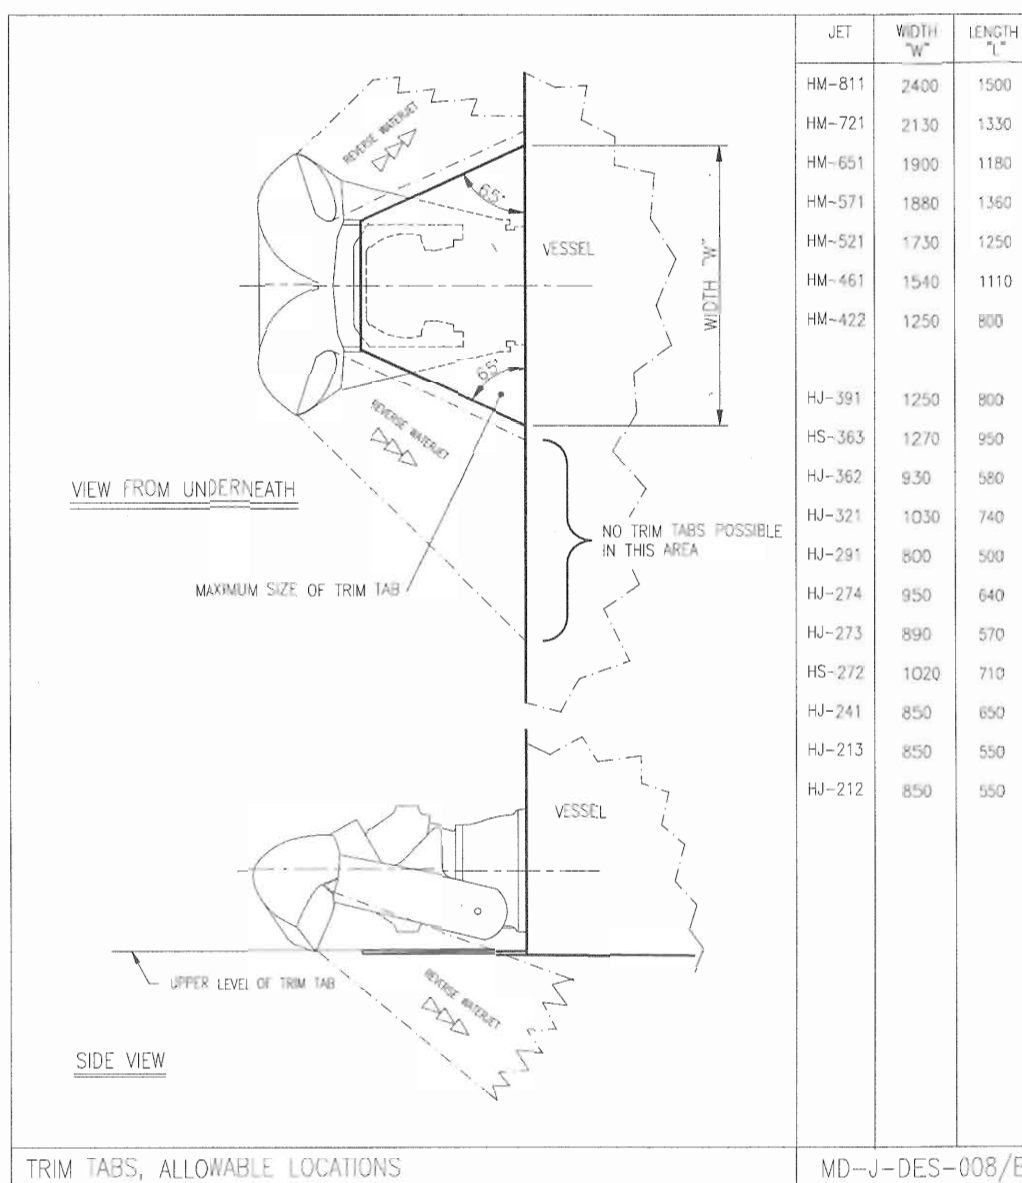 JET WIDTH "W" LENGTH "L"
HM-811 2400 1500
HM-721 2130 1330
HM-651 1900 1180
HM-571 1880 1360
HM-521 1730 1250
HM-461 1540 1110
HM-422 1250 800
HJ-391 1250 800
HS-363 1270 950
HJ-362 930 580
HJ-321 1030 740
HJ-291 800 500
HJ-274 950 640
HJ-273 890 570
HS-272 1020 710
HJ-241 850 650
HJ-213 850 550
HJ-212 850 550
REVERSE WATERJET
65°
VESSEL
WIDTH "W"
65°
REVERSE WATERJET
VIEW FROM UNDERNEATH
NO TRIM TABS POSSIBLE
IN THIS AREA
MAXIMUM SIZE OF TRIM TAB
VESSEL
UPPER LEVEL OF TRIM TAB
REVERSE WATERJET
SIDE VIEW
TRIM TABS, ALLOWABLE LOCATIONS
MD-J-DES-008/E